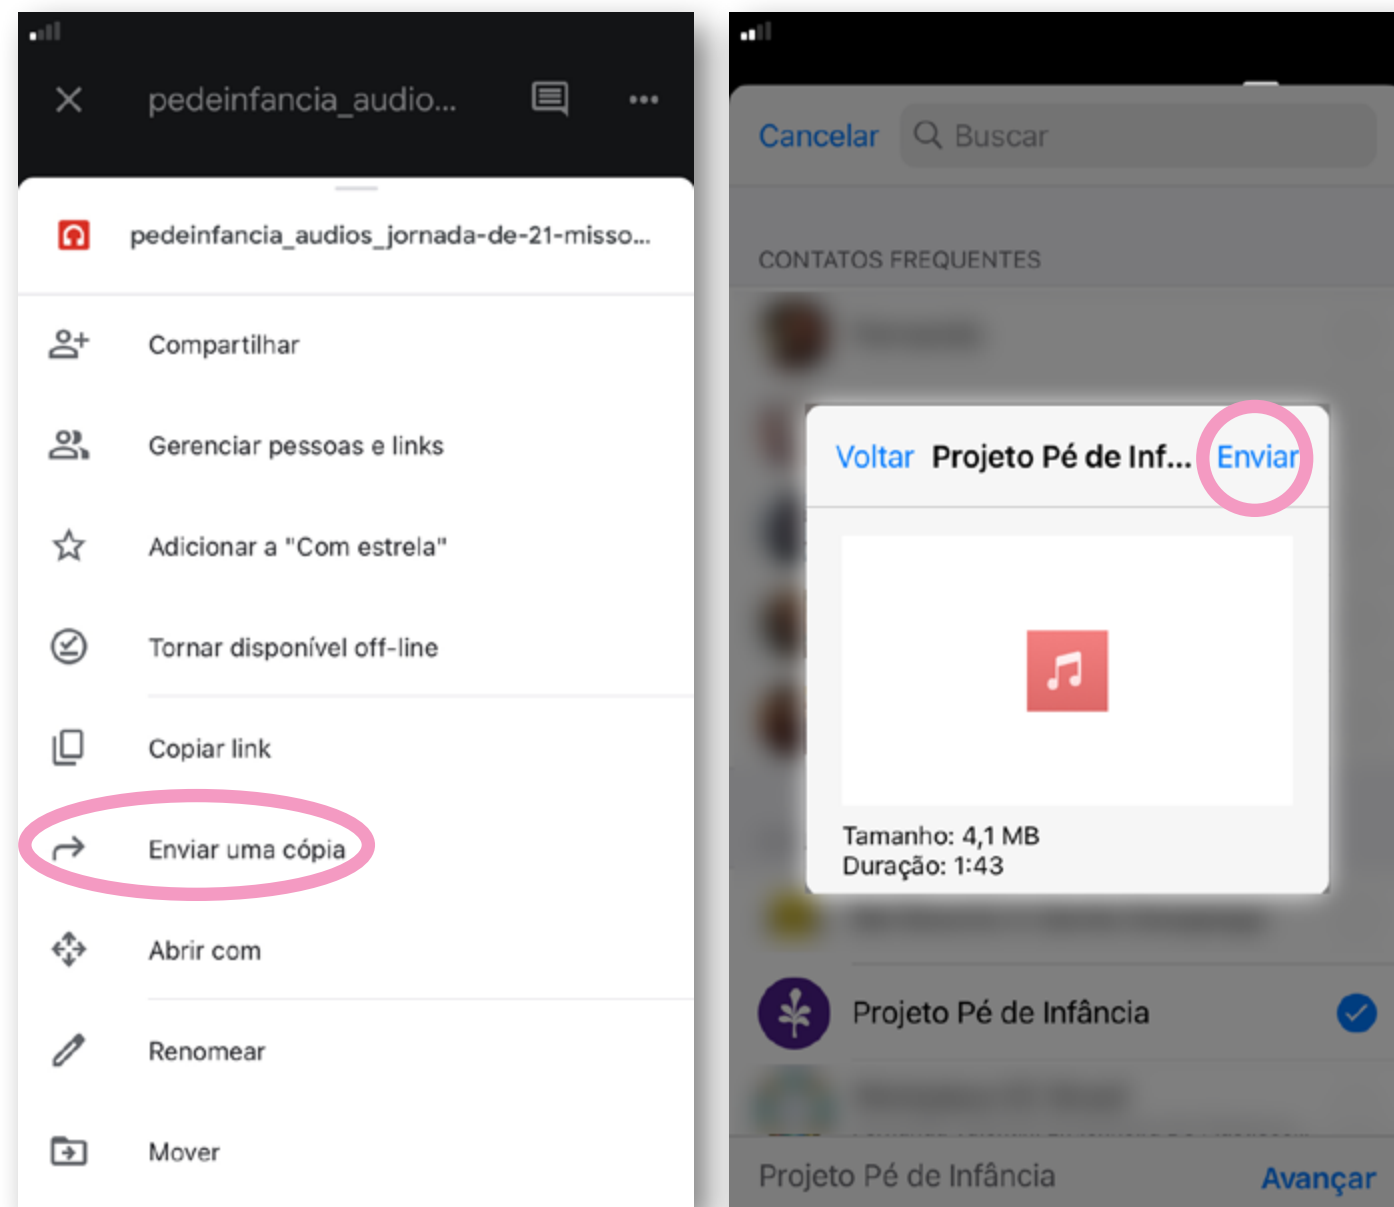 pedeinfancia_audio...
pedeinfancia_audios_jornada-de-21-misso...
Compartilhar
Gerenciar pessoas e links
Adicionar a "Com estrela"
Tornar disponível off-line
Copiar link
Enviar uma cópia
Abrir com
Renomear
Mover
Cancelar
Buscar
CONTATOS FREQUENTES
Voltar Projeto Pé de Inf... Enviar
Tamanho: 4,1 MB
Duração: 1:43
Projeto Pé de Infância
Projeto Pé de Infância
Avançar